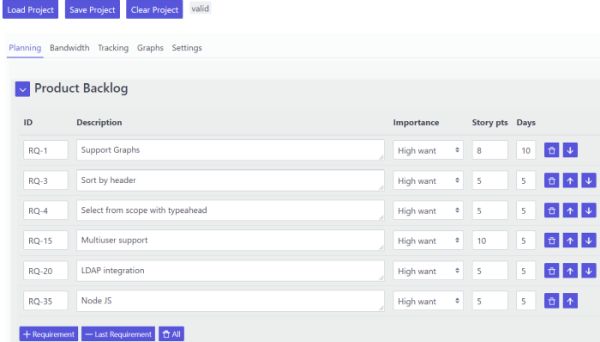 Load Project Save Project Clear Project valid
Planning Bandwidth Tracking Graphs Settings
Product Backlog
ID Description Importance Story pts Days
RQ-1 Support Graphs High want 8 10
RQ-3 Sort by header High want 5 5
RQ-4 Select from scope with typeahead High want 5 5
RQ-15 Multiuser support High want 10 5
RQ-20 LDAP integration High want 5 5
RQ-35 Node JS High want 5 5
+ Requirement − Last Requirement All